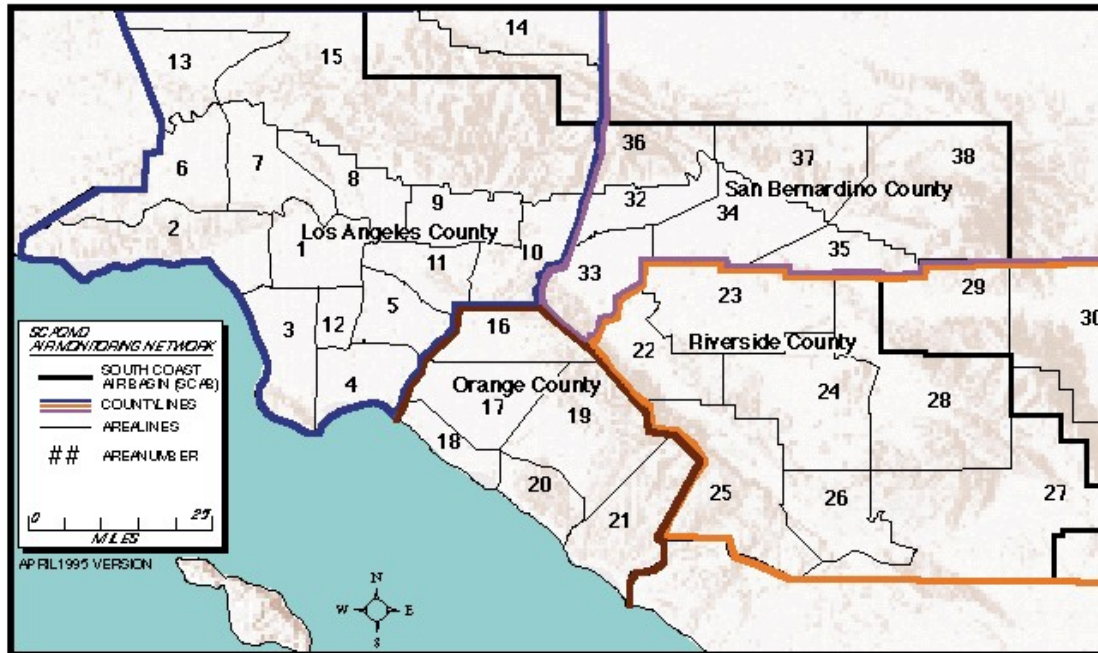 14
13
15
36
37
38
6
7
8
San Bernardino County
9
32
34
2
Los Angeles County
1
10
35
11
33
29
23
5
3
12
16
30
SCAQMD
AIR MONITORING NETWORK
22
Riverside County
SOUTH COAST
AIR BASIN (SCAB)
4
Orange County
24
28
COUNTY LINES
17
19
AREA LINES
18
## AREA NUMBER
20
27
25
26
21
0 25
MILES
APRIL 1995 VERSION
N
W E
S